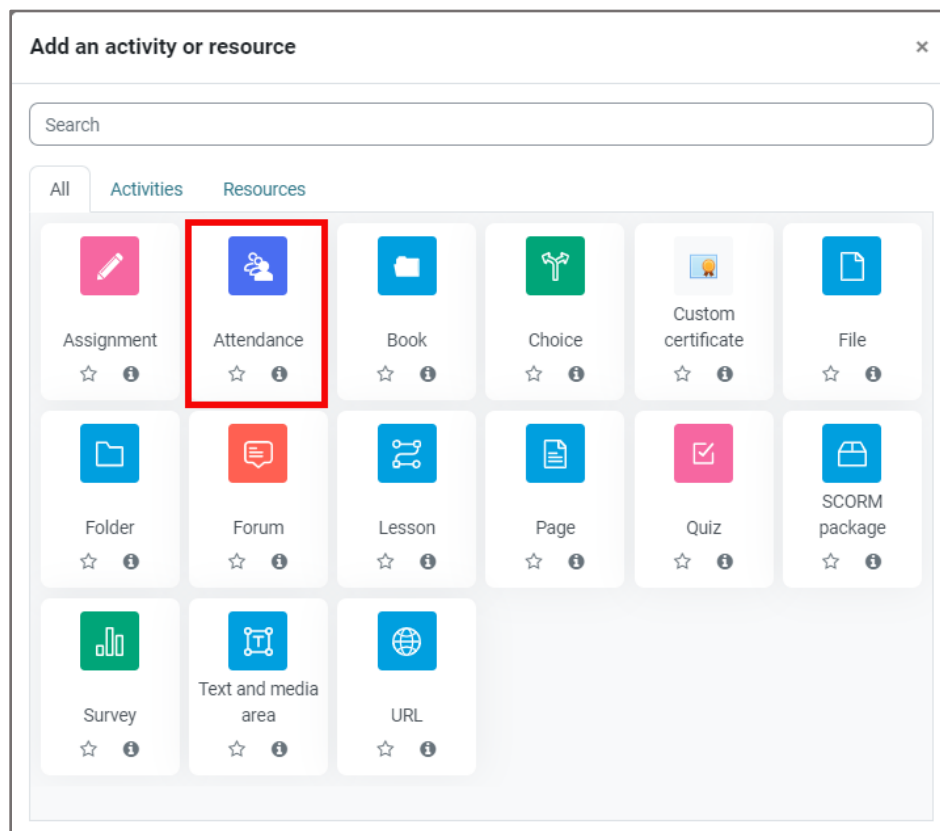 Add an activity or resource
×
Search
All Activities Resources
Assignment Attendance Book Choice Custom certificate File
Folder Forum Lesson Page Quiz SCORM package
Survey Text and media area URL